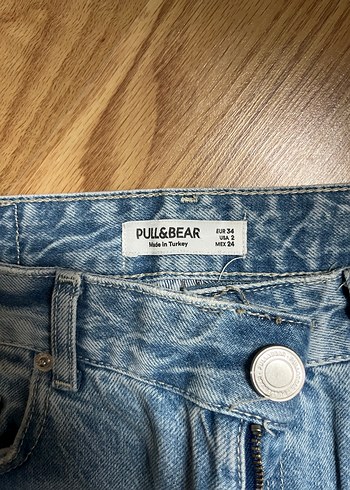 PULL&BEAR
Made in Turkey
EUR 34
USA 2
MEX 24